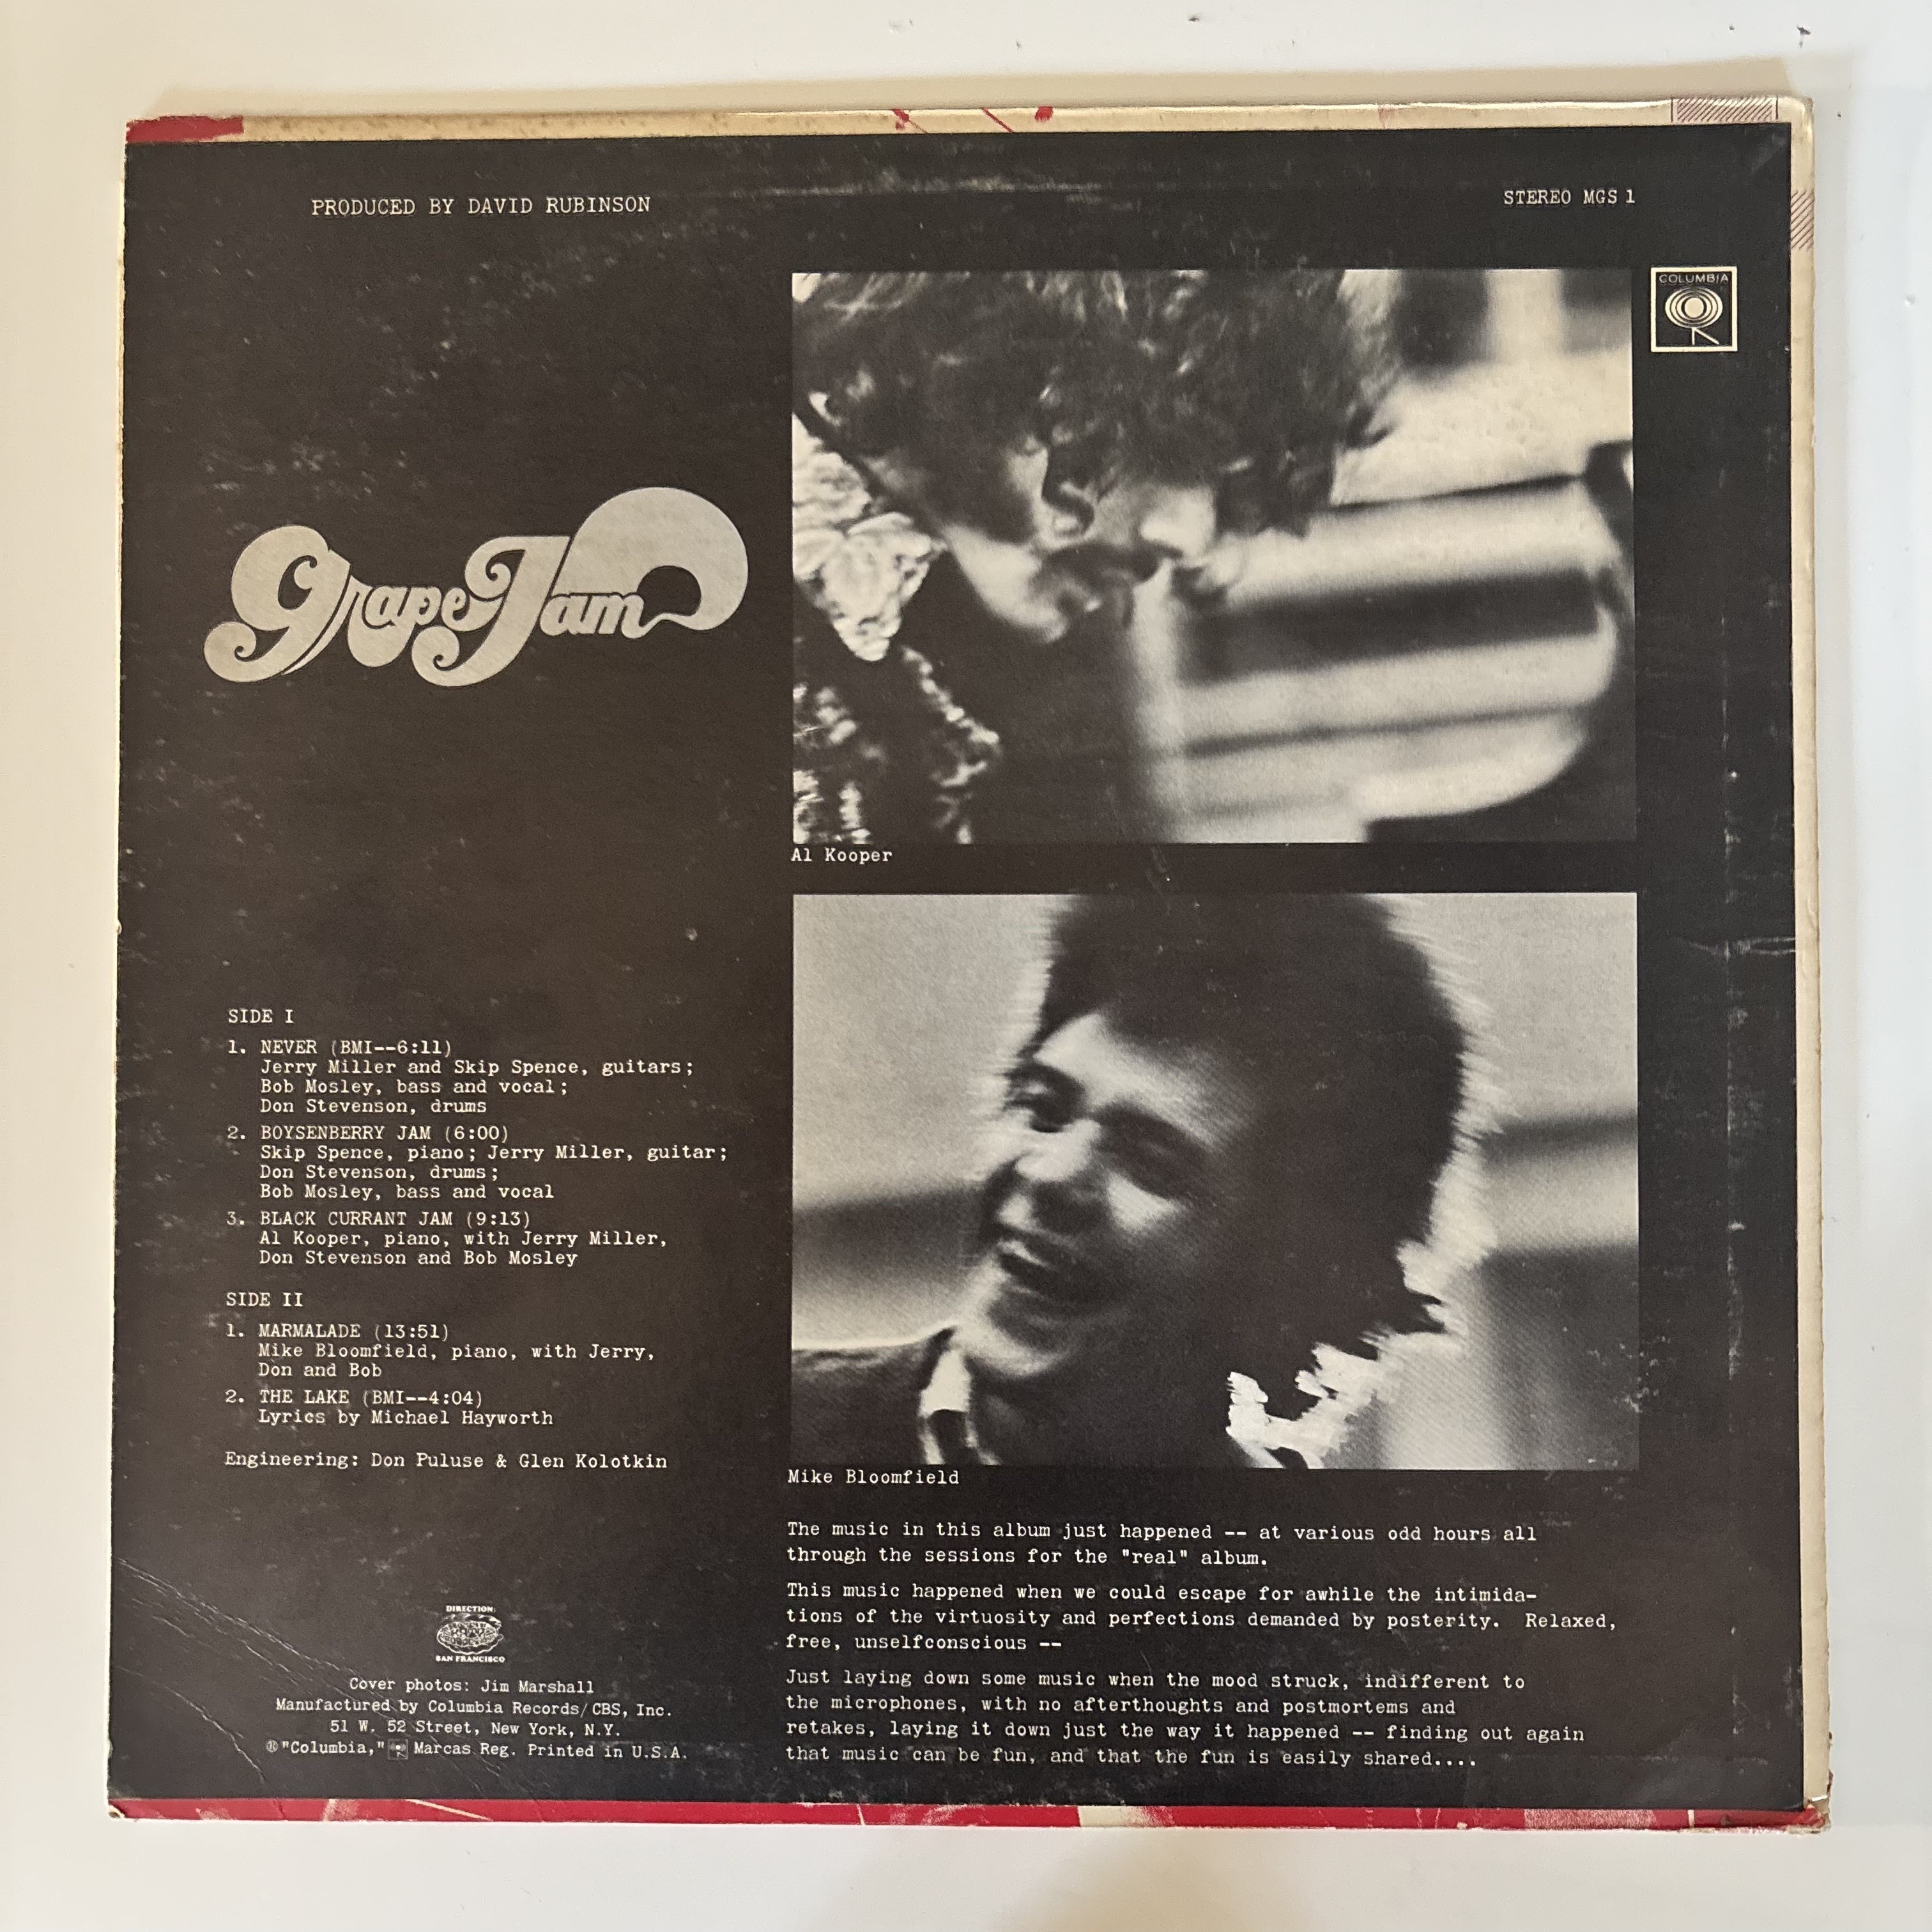 PRODUCED BY DAVID RUBINSON
STEREO MGS 1
COLUMBIA
Grape Jam
Al Kooper
SIDE I
1. NEVER (BMI--6:11)
Jerry Miller and Skip Spence, guitars;
Bob Mosley, bass and vocal;
Don Stevenson, drums
2. BOYSENBERRY JAM (6:00)
Skip Spence, piano; Jerry Miller, guitar;
Don Stevenson, drums;
Bob Mosley, bass and vocal
3. BLACK CURRANT JAM (9:13)
Al Kooper, piano, with Jerry Miller,
Don Stevenson and Bob Mosley
SIDE II
1. MARMALADE (13:51)
Mike Bloomfield, piano, with Jerry,
Don and Bob
2. THE LAKE (BMI--4:04)
Lyrics by Michael Hayworth
Engineering: Don Puluse & Glen Kolotkin
Mike Bloomfield
The music in this album just happened -- at various odd hours all
through the sessions for the "real" album.
This music happened when we could escape for awhile the intimida-
tions of the virtuosity and perfections demanded by posterity. Relaxed,
free, unselfconscious --
Just laying down some music when the mood struck, indifferent to
the microphones, with no afterthoughts and postmortems and
retakes, laying it down just the way it happened -- finding out again
that music can be fun, and that the fun is easily shared....
DIRECTION:
SAN FRANCISCO
Cover photos: Jim Marshall
Manufactured by Columbia Records/CBS, Inc.
51 W. 52 Street, New York, N.Y.
® "Columbia," Marcas Reg. Printed in U.S.A.